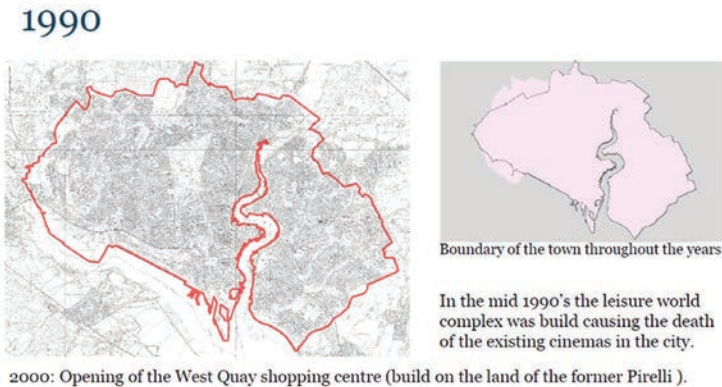 1990
Boundary of the town throughout the years
In the mid 1990's the leisure world
complex was build causing the death
of the existing cinemas in the city.
2000: Opening of the West Quay shopping centre (build on the land of the former Pirelli ).